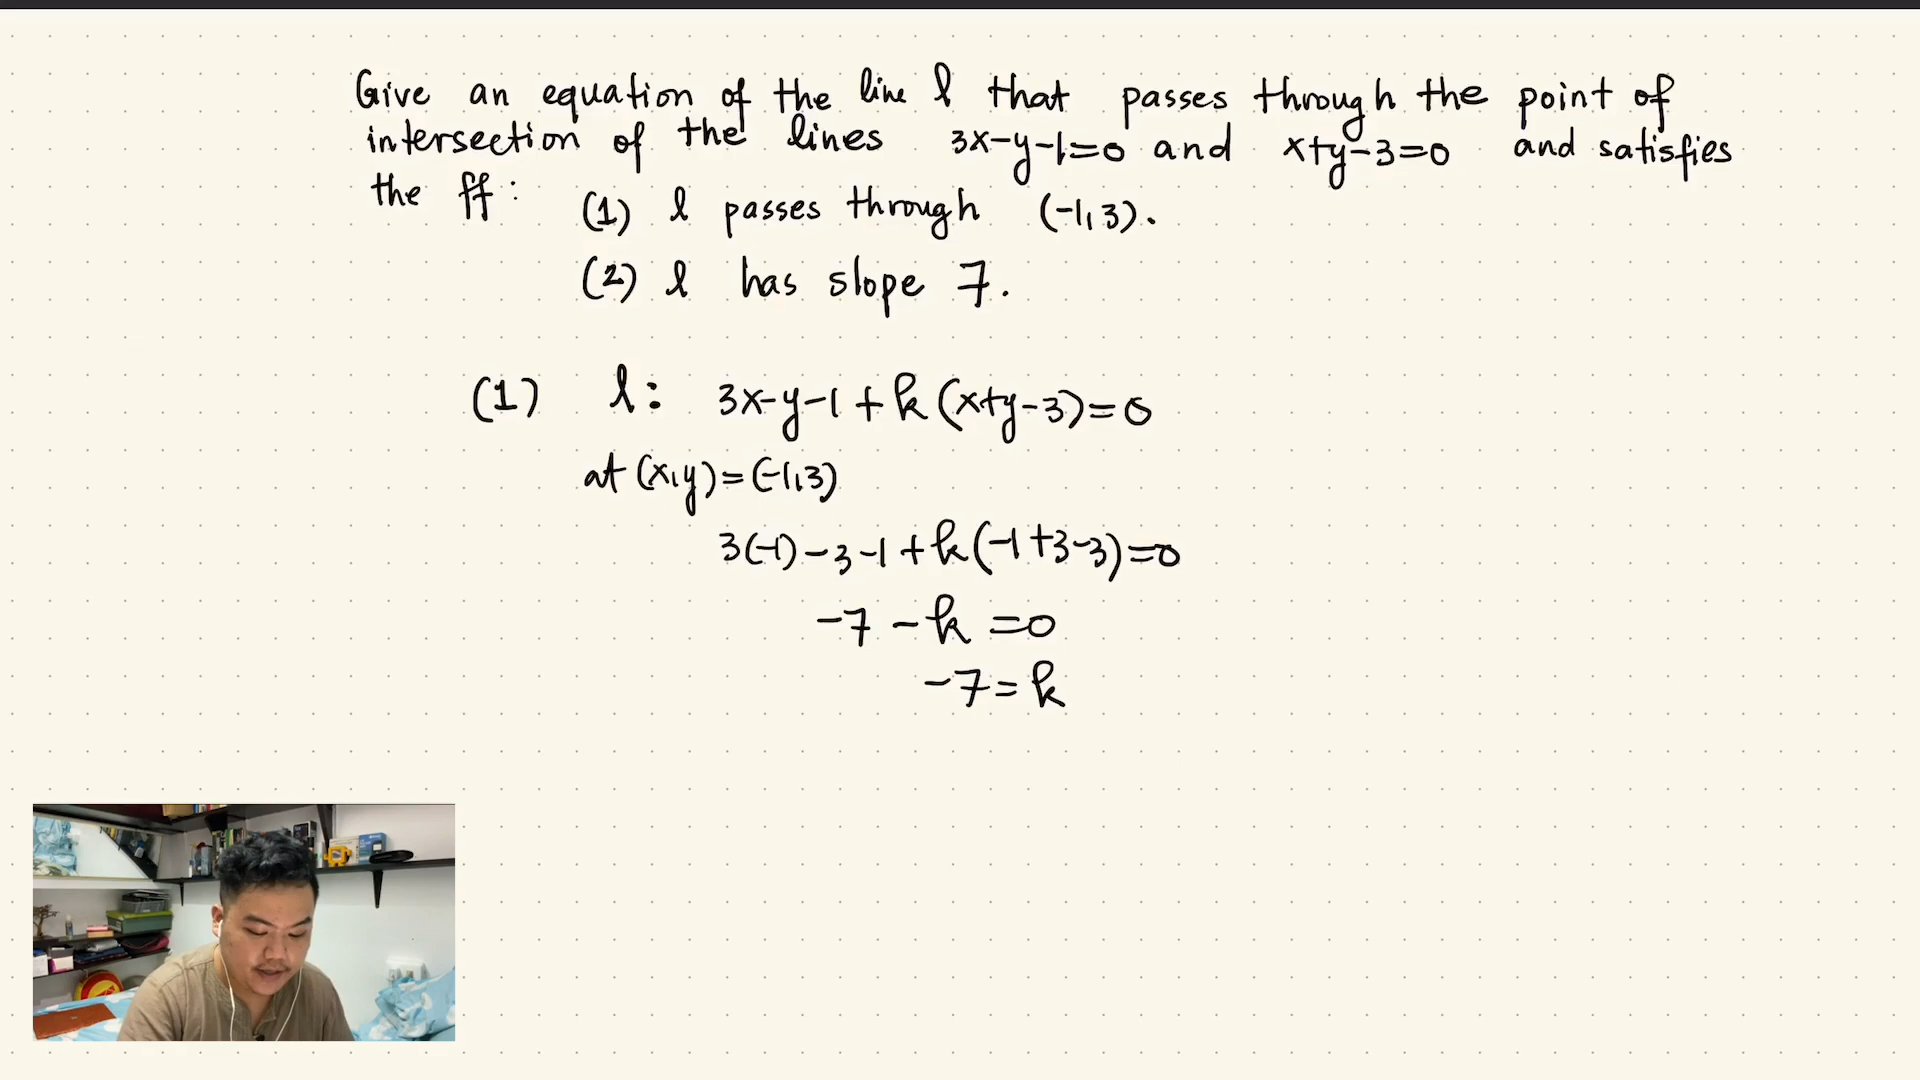 Give an equation of the line l that passes through the point of
intersection of the lines 3x-y-1=0 and x+y-3=0 and satisfies
the ff:
(1) l passes through (-1,3).
(2) l has slope 7.
(1) l: 3x-y-1+k(x+y-3)=0
at (x,y)=(-1,3)
3(-1)-3-1+k(-1+3-3)=0
-7-k=0
-7=k